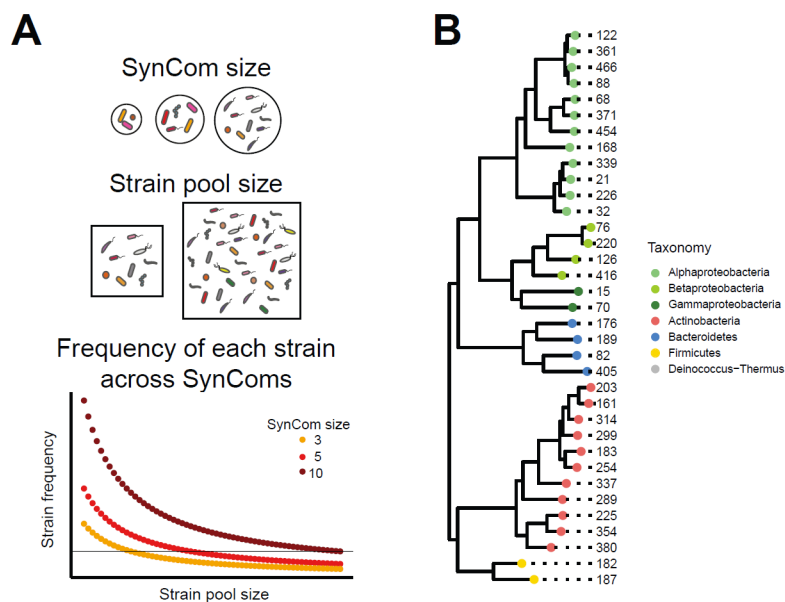 A
SynCom size
Strain pool size
Frequency of each strain
across SynComs
SynCom size
3
5
10
Strain frequency
Strain pool size
B
122
361
466
88
68
371
454
168
339
21
226
32
76
220
126
416
15
70
176
189
82
405
203
161
314
299
183
254
337
289
225
354
380
182
187
Taxonomy
Alphaproteobacteria
Betaproteobacteria
Gammaproteobacteria
Actinobacteria
Bacteroidetes
Firmicutes
Deinococcus−Thermus